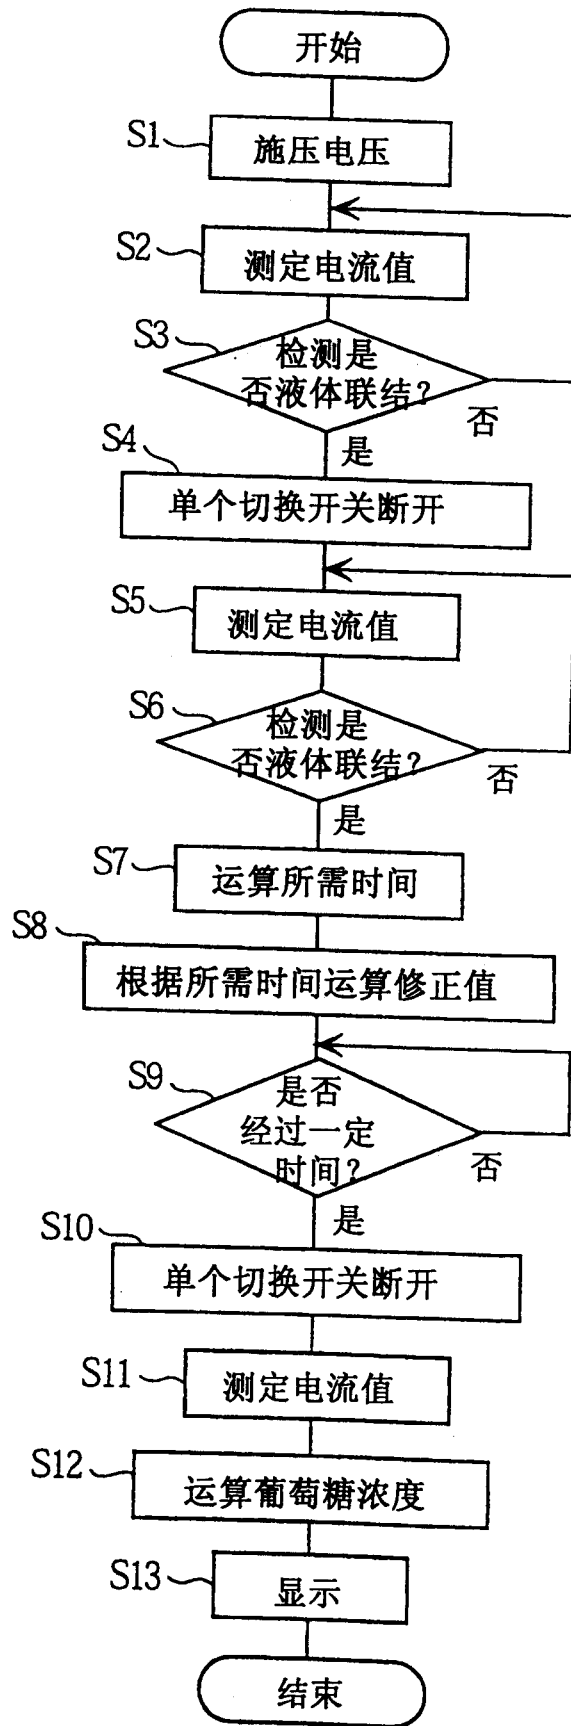 开始
S1
施压电压
S2
测定电流值
S3
检测是
否液体联结?
否
是
S4
单个切换开关断开
S5
测定电流值
S6
检测是
否液体联结?
否
是
S7
运算所需时间
S8
根据所需时间运算修正值
S9
是否
经过一定
时间?
否
是
S10
单个切换开关断开
S11
测定电流值
S12
运算葡萄糖浓度
S13
显示
结束